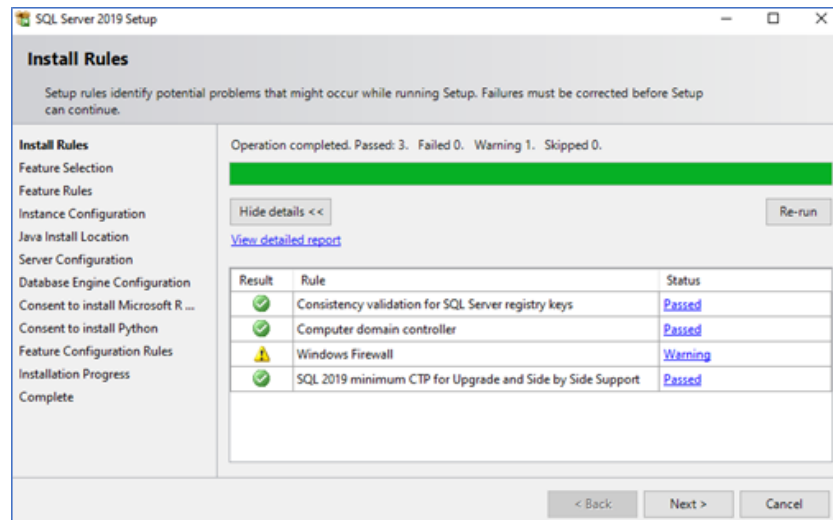 SQL Server 2019 Setup
Install Rules
Setup rules identify potential problems that might occur while running Setup. Failures must be corrected before Setup
can continue.
Install Rules
Feature Selection
Feature Rules
Instance Configuration
Java Install Location
Server Configuration
Database Engine Configuration
Consent to install Microsoft R ...
Consent to install Python
Feature Configuration Rules
Installation Progress
Complete
Operation completed. Passed: 3. Failed 0. Warning 1. Skipped 0.
Hide details << Re-run
View detailed report
Result Rule Status
Consistency validation for SQL Server registry keys Passed
Computer domain controller Passed
Windows Firewall Warning
SQL 2019 minimum CTP for Upgrade and Side by Side Support Passed
< Back Next > Cancel